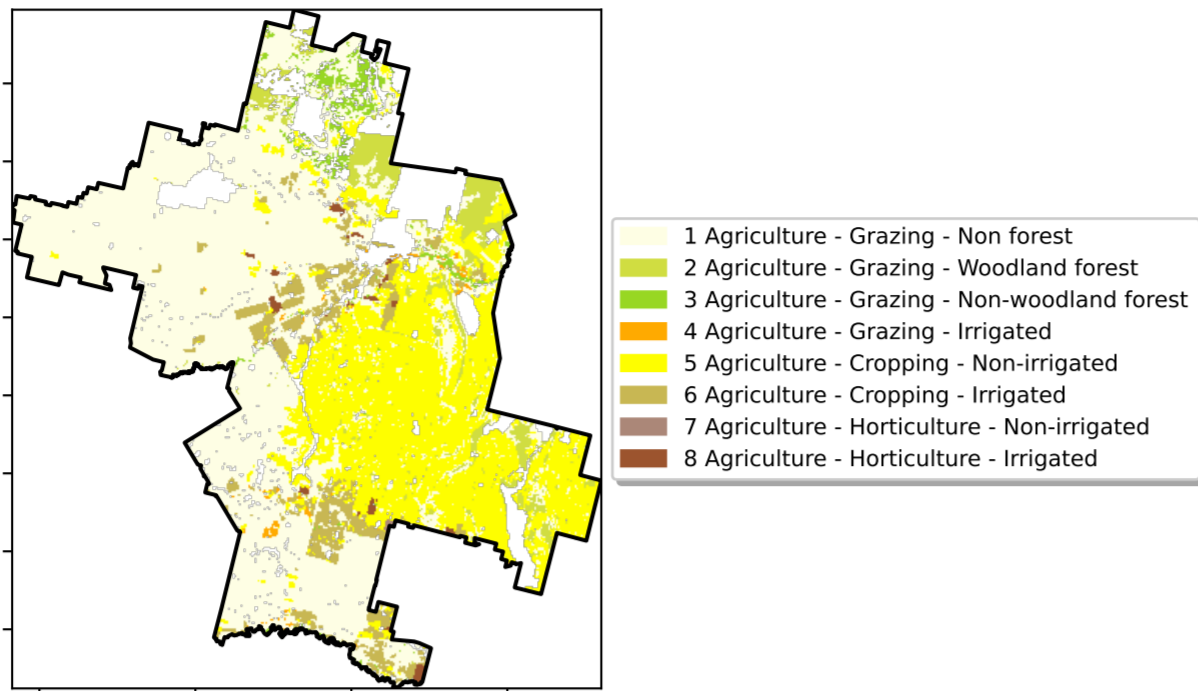 1 Agriculture - Grazing - Non forest
2 Agriculture - Grazing - Woodland forest
3 Agriculture - Grazing - Non-woodland forest
4 Agriculture - Grazing - Irrigated
5 Agriculture - Cropping - Non-irrigated
6 Agriculture - Cropping - Irrigated
7 Agriculture - Horticulture - Non-irrigated
8 Agriculture - Horticulture - Irrigated